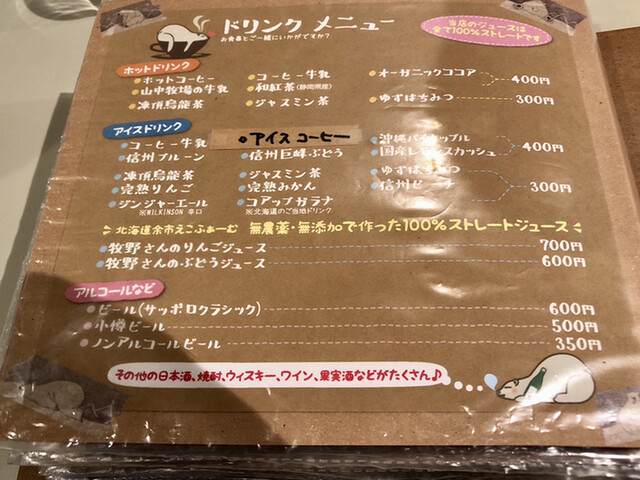 ドリンク メニュー
お食事とご一緒にいかがですか?
当店のジュースは
全て100%ストレートです
ホットドリンク
ホットコーヒー コーヒー牛乳 オーガニックココア 400円
山中牧場の牛乳 和紅茶(静岡県産)
凍頂烏龍茶 ジャスミン茶 ゆずはちみつ 300円
アイスドリンク
アイスコーヒー
コーヒー牛乳 沖縄パイナップル
信州プルーン 信州巨峰ぶどう 国産レモンスカッシュ 400円
凍頂烏龍茶 ジャスミン茶 ゆずはちみつ
完熟りんご 完熟みかん 信州ピーチ 300円
ジンジャーエール コアップガラナ
※WILKINSON 辛口 ※北海道のご当地ドリンク
北海道余市えこふぁーむ 無農薬・無添加で作った100%ストレートジュース
牧野さんのりんごジュース 700円
牧野さんのぶどうジュース 600円
アルコールなど
ビール(サッポロクラシック) 600円
小樽ビール 500円
ノンアルコールビール 350円
その他の日本酒、焼酎、ウィスキー、ワイン、果実酒などがたくさん♪